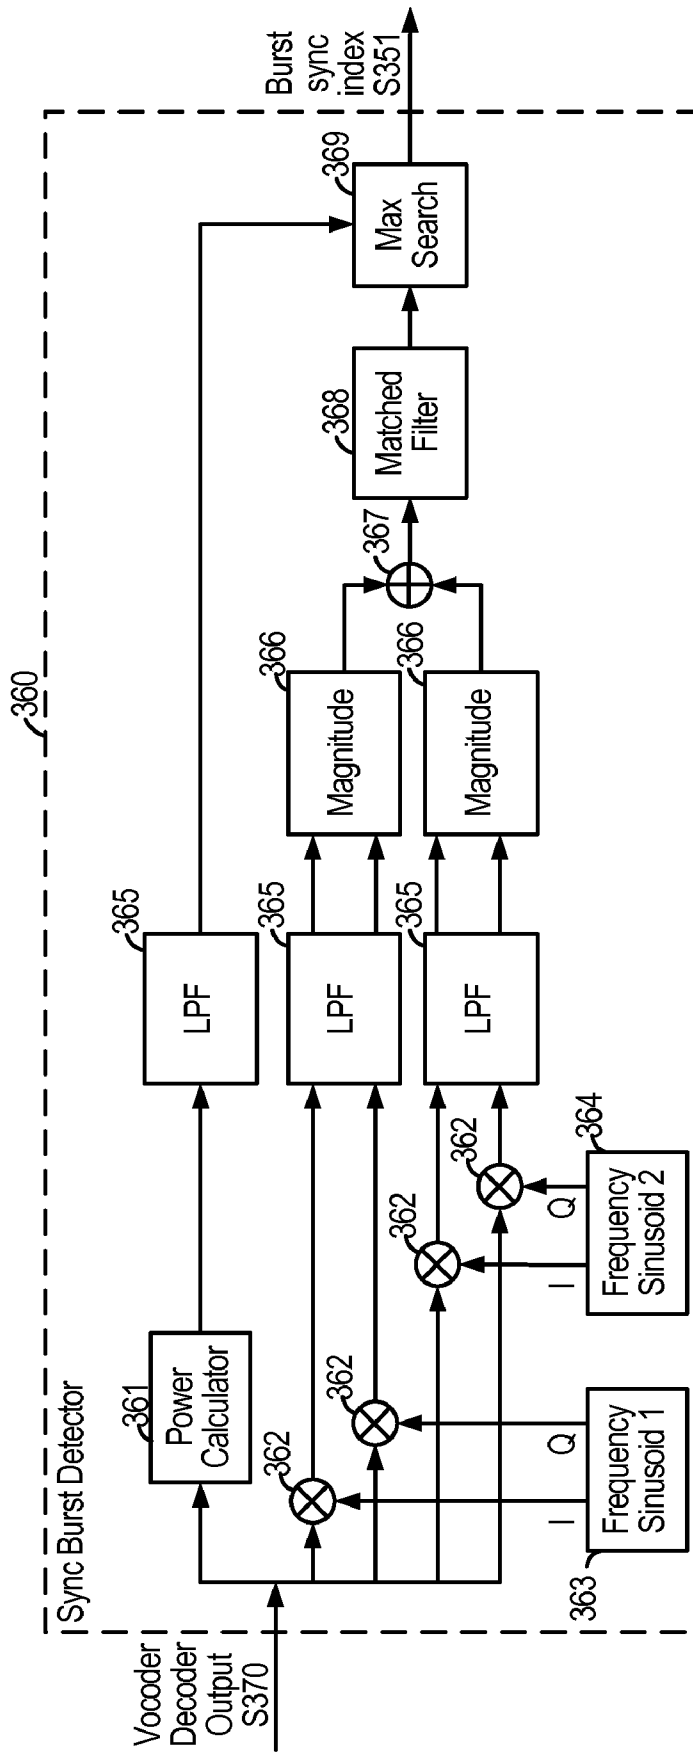 360
Sync Burst Detector
Vocoder
Decoder
Output
S370
361
Power
Calculator
365
LPF
362
362
365
LPF
366
Magnitude
362
362
365
LPF
366
Magnitude
367
368
Matched
Filter
369
Max
Search
Burst
sync
index
S351
I
Q
363
Frequency
Sinusoid 1
I
Q
364
Frequency
Sinusoid 2